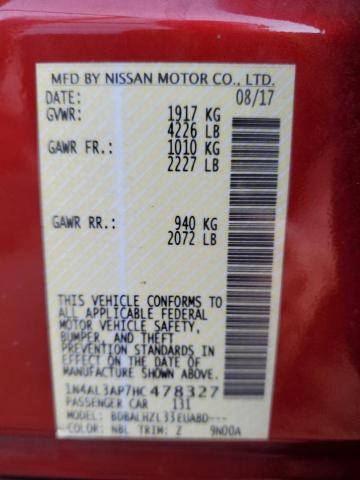 MFD BY NISSAN MOTOR CO., LTD.
DATE: 08/17
GVWR: 1917 KG
4226 LB
GAWR FR.: 1010 KG
2227 LB
GAWR RR.: 940 KG
2072 LB
THIS VEHICLE CONFORMS TO
ALL APPLICABLE FEDERAL
MOTOR VEHICLE SAFETY,
BUMPER, AND THEFT
PREVENTION STANDARDS IN
EFFECT ON THE DATE OF
MANUFACTURE SHOWN ABOVE.
1N4AL3AP7HC 478327
PASSENGER CAR 131
MODEL: BDBALHZL33EUABD---
COLOR: NBL TRIM: Z 9N00A